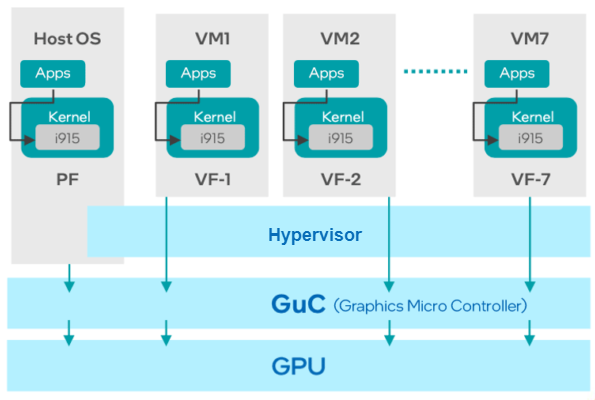 Host OS
VM1
VM2
VM7
Apps
Apps
Apps
Apps
Kernel
Kernel
Kernel
Kernel
i915
i915
i915
i915
PF
VF-1
VF-2
VF-7
Hypervisor
GuC (Graphics Micro Controller)
GPU